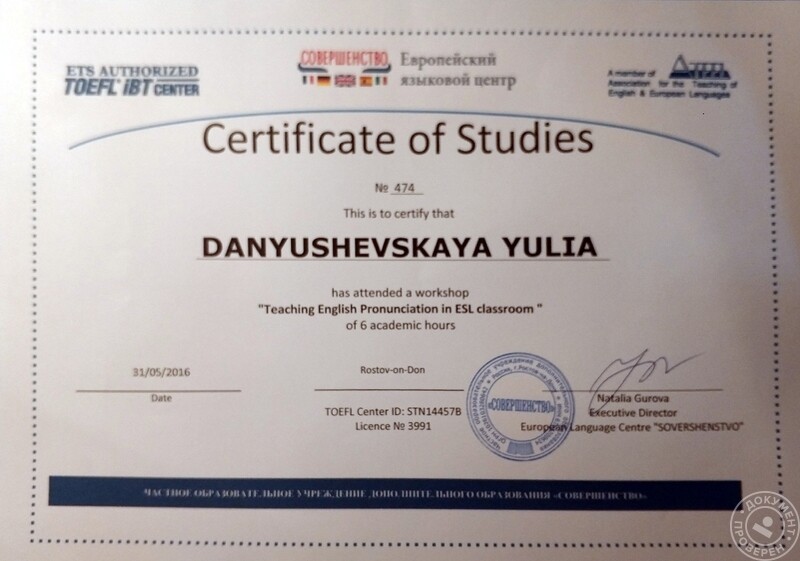 ETS AUTHORIZED
TOEFL iBT CENTER
СОВЕРШЕНСТВО
Европейский
языковой центр
A member of
Association for the Teaching of
English & European Languages
Certificate of Studies
№ 474
This is to certify that
DANYUSHEVSKAYA YULIA
has attended a workshop
"Teaching English Pronunciation in ESL classroom "
of 6 academic hours
31/05/2016
Date
Rostov-on-Don
TOEFL Center ID: STN14457B
Licence № 3991
«СОВЕРШЕНСТВО»
Natalia Gurova
Executive Director
European Language Centre "SOVERSHENSTVO"
ЧАСТНОЕ ОБРАЗОВАТЕЛЬНОЕ УЧРЕЖДЕНИЕ ДОПОЛНИТЕЛЬНОГО ОБРАЗОВАНИЯ «СОВЕРШЕНСТВО»
ДОКУМЕНТ
ПРОВЕРЕН